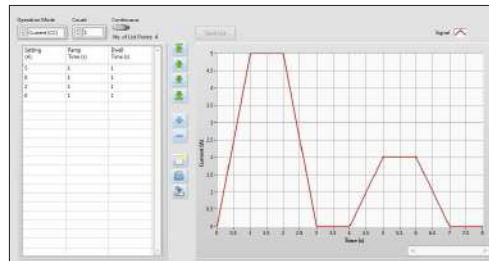 Operation Mode Count Continuous
Current (CC) 1 No. of List Points 4
Setting (A) Ramp Time (s) Dwell Time (s)
5 1 1
0 1 1
2 1 1
0 1 1
Signal
Current (A)
5
4.5
4
3.5
3
2.5
2
1.5
1
0.5
0
0 0.5 1 1.5 2 2.5 3 3.5 4 4.5 5 5.5 6 6.5 7 7.5 8
Time (s)